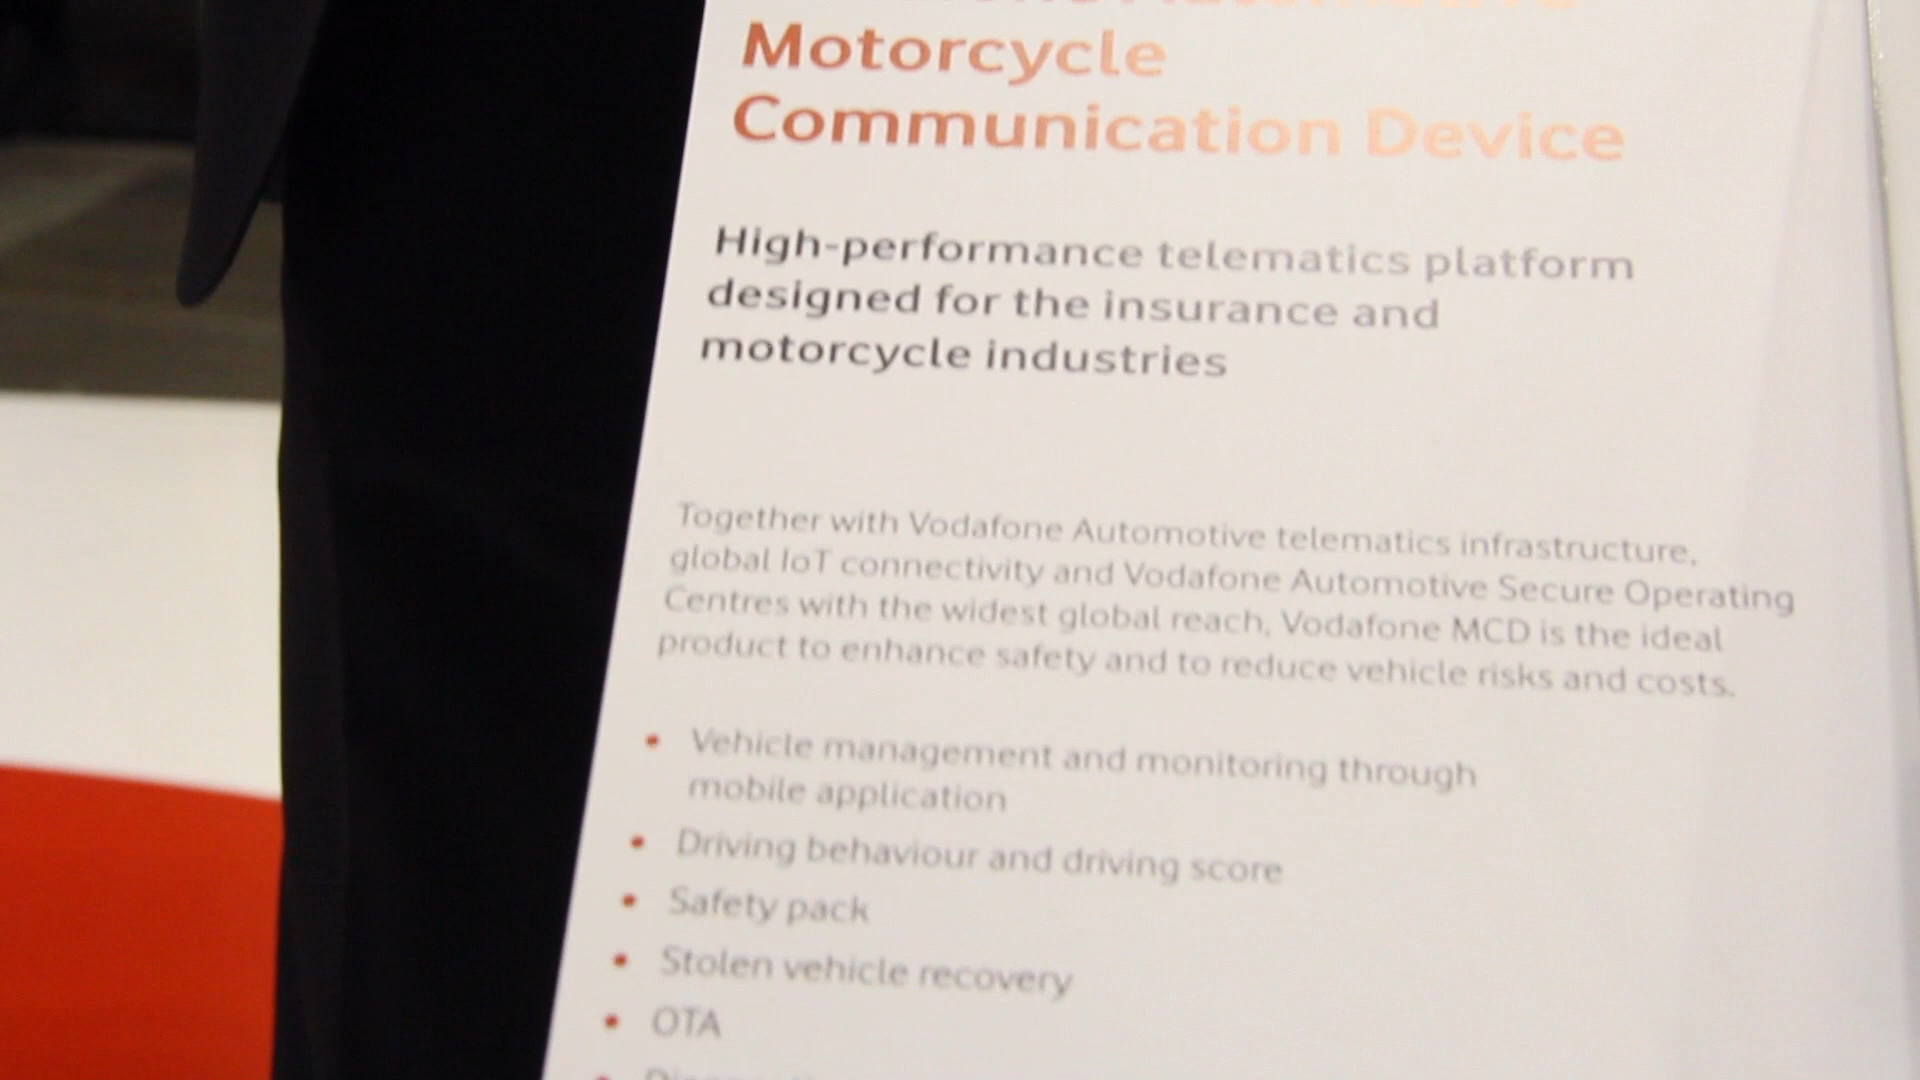 Motorcycle
Communication Device
High-performance telematics platform
designed for the insurance and
motorcycle industries
Together with Vodafone Automotive telematics infrastructure,
global IoT connectivity and Vodafone Automotive Secure Operating
Centres with the widest global reach, Vodafone MCD is the ideal
product to enhance safety and to reduce vehicle risks and costs.
• Vehicle management and monitoring through
mobile application
• Driving behaviour and driving score
• Safety pack
• Stolen vehicle recovery
• OTA